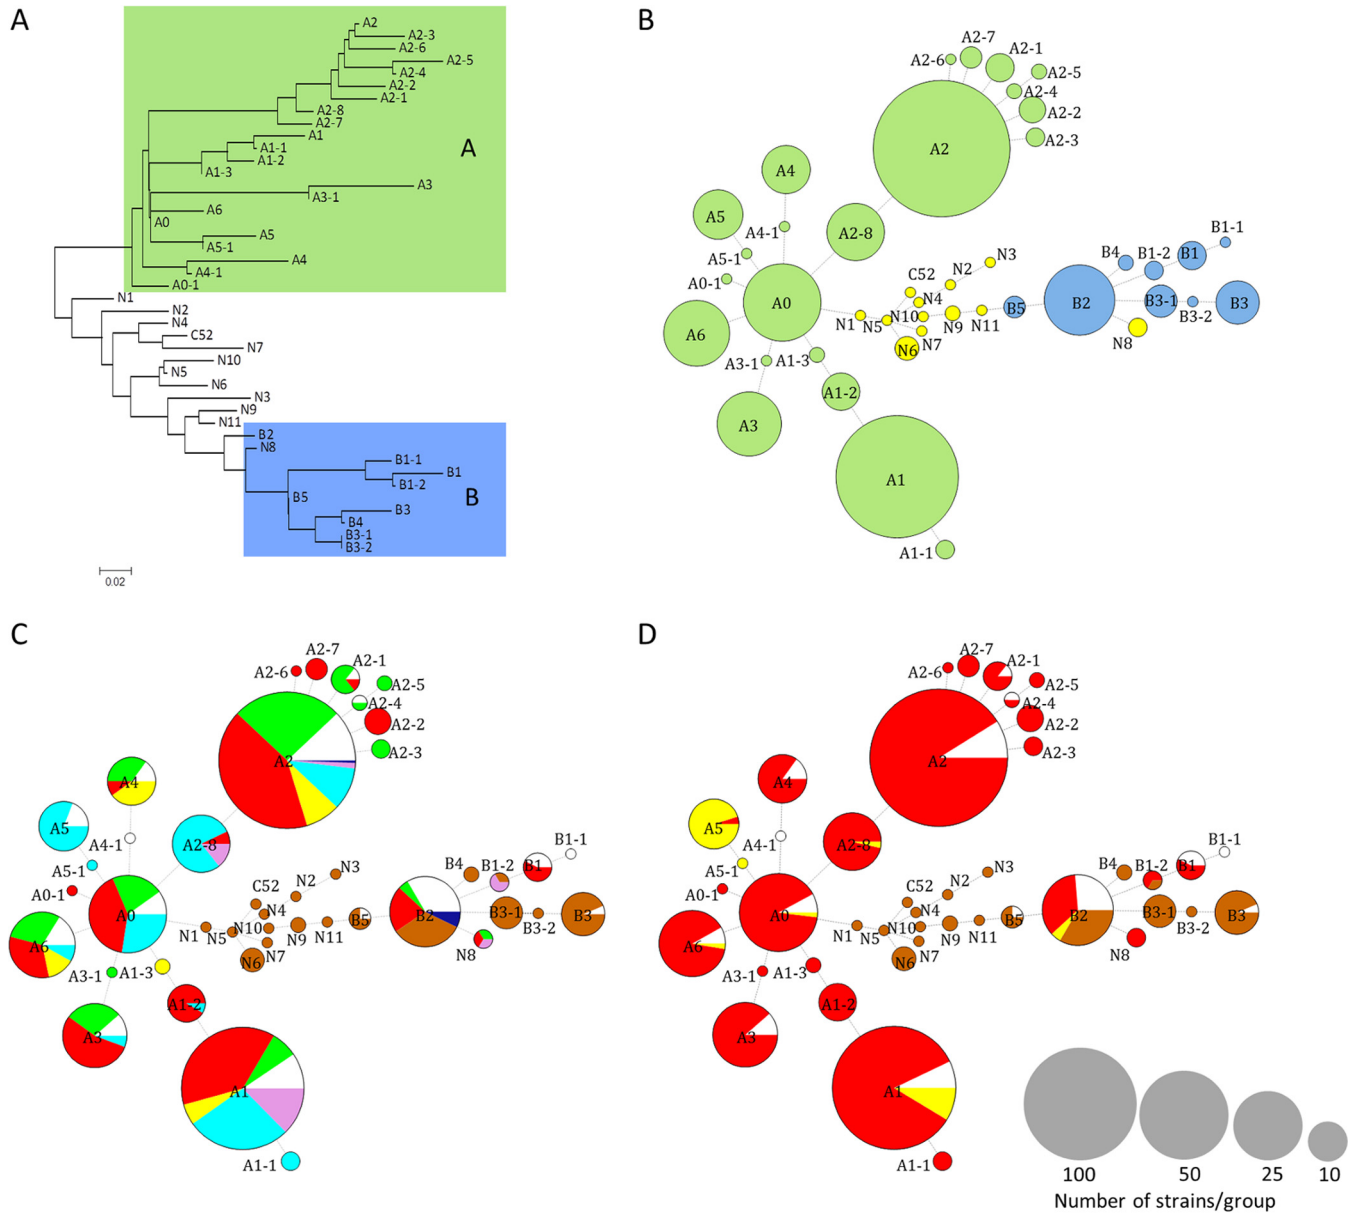 A
A2
A2-3
A2-6
A2-5
A2-4
A2-2
A2-1
A2-8
A2-7
A1
A1-1
A1-2
A1-3
A
A3
A3-1
A6
A0
A5
A5-1
A4
A4-1
A0-1
N1
N2
N4
C52
N7
N10
N5
N6
N3
N9
N11
B2
N8
B1-1
B1
B1-2
B5
B
B3
B4
B3-1
B3-2
0.02
B
A2-7
A2-1
A2-6
A2-5
A2-4
A2-2
A2-3
A2
A4
A5
A4-1
A2-8
A5-1
A0-1
A0
A6
A3-1
A1-3
A3
A1-2
A1
A1-1
N3
N2
C52
N4
N1
N5
N10
N9
N11
N7
N6
B5
B2
B4
B1-2
B1
B1-1
B3-1
B3-2
B3
N8
C
A2-7
A2-1
A2-6
A2-5
A2-4
A2-2
A2-3
A2
A4
A5
A4-1
A2-8
A5-1
A0-1
A0
A6
A3-1
A1-3
A3
A1-2
A1
A1-1
N3
N2
C52
N4
N1
N5
N10
N9
N11
N7
N6
B5
B2
B4
B1-2
B1
B1-1
B3-1
B3-2
B3
N8
D
A2-7
A2-1
A2-6
A2-5
A2-4
A2-2
A2-3
A2
A4
A5
A4-1
A2-8
A5-1
A0-1
A0
A6
A3-1
A1-3
A3
A1-2
A1
A1-1
N3
N2
C52
N4
N1
N5
N10
N9
N11
N7
N6
B5
B2
B4
B1-2
B1
B1-1
B3-1
B3-2
B3
N8
100
50
25
10
Number of strains/group